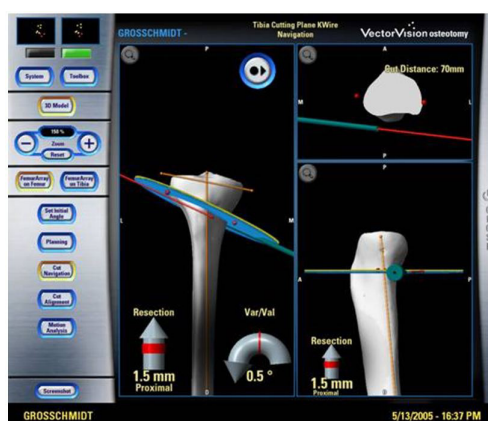 GROSSCHMIDT -
Tibia Cutting Plane KWire
Navigation
VectorVision osteotomy
System
Toolbox
3D Model
150 %
Zoom
Reset
FemurArray
on Femur
FemurArray
on Tibia
Set Initial
Angle
Planning
Cut
Navigation
Cut
Alignment
Motion
Analysis
Screenshot
P
L
M
D
Resection
1.5 mm
Proximal
Var/Val
0.5 °
A
Cut Distance: 70mm
M
L
P
A
P
D
Resection
1.5 mm
Proximal
GROSSCHMIDT
5/13/2005 - 16:37 PM